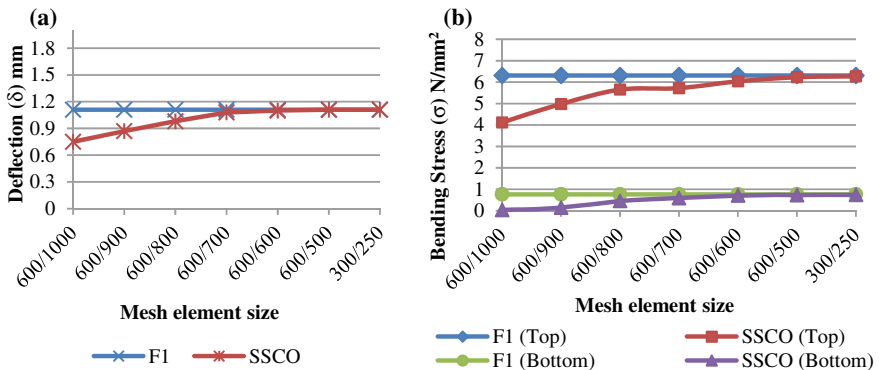 (a)
Deflection (δ) mm
1.8
1.5
1.2
0.9
0.6
0.3
0
600/1000
600/900
600/800
600/700
600/600
600/500
300/250
Mesh element size
F1
SSCO
(b)
Bending Stress (σ) N/mm²
8
7
6
5
4
3
2
1
0
600/1000
600/900
600/800
600/700
600/600
600/500
300/250
Mesh element size
F1 (Top)
SSCO (Top)
F1 (Bottom)
SSCO (Bottom)